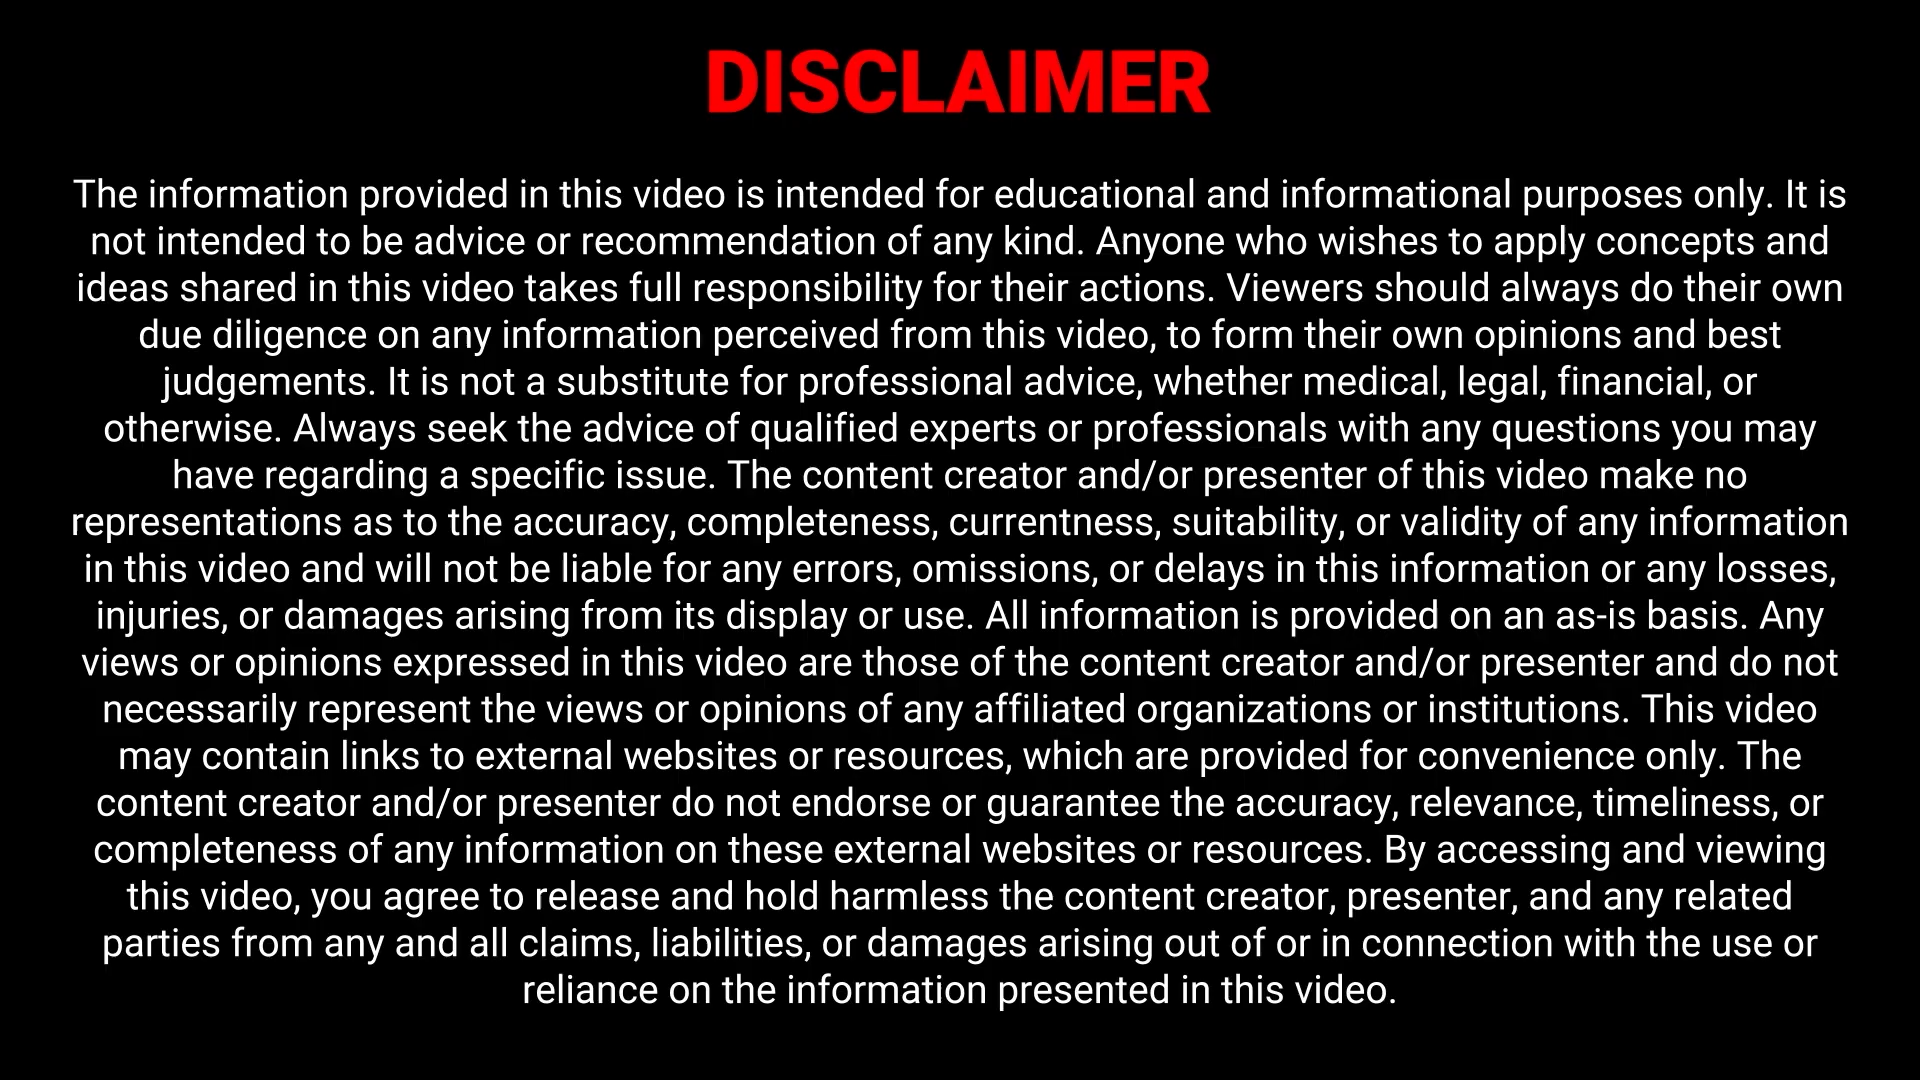 DISCLAIMER
The information provided in this video is intended for educational and informational purposes only. It is
not intended to be advice or recommendation of any kind. Anyone who wishes to apply concepts and
ideas shared in this video takes full responsibility for their actions. Viewers should always do their own
due diligence on any information perceived from this video, to form their own opinions and best
judgements. It is not a substitute for professional advice, whether medical, legal, financial, or
otherwise. Always seek the advice of qualified experts or professionals with any questions you may
have regarding a specific issue. The content creator and/or presenter of this video make no
representations as to the accuracy, completeness, currentness, suitability, or validity of any information
in this video and will not be liable for any errors, omissions, or delays in this information or any losses,
injuries, or damages arising from its display or use. All information is provided on an as-is basis. Any
views or opinions expressed in this video are those of the content creator and/or presenter and do not
necessarily represent the views or opinions of any affiliated organizations or institutions. This video
may contain links to external websites or resources, which are provided for convenience only. The
content creator and/or presenter do not endorse or guarantee the accuracy, relevance, timeliness, or
completeness of any information on these external websites or resources. By accessing and viewing
this video, you agree to release and hold harmless the content creator, presenter, and any related
parties from any and all claims, liabilities, or damages arising out of or in connection with the use or
reliance on the information presented in this video.